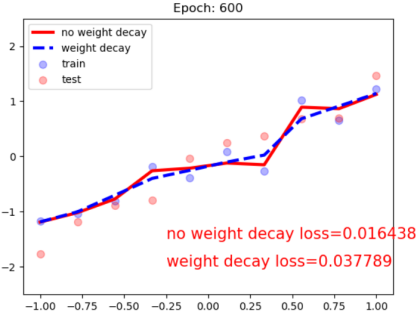 Epoch: 600
no weight decay
weight decay
train
test
2
1
0
−1
−2
no weight decay loss=0.016438
weight decay loss=0.037789
−1.00 −0.75 −0.50 −0.25 0.00 0.25 0.50 0.75 1.00